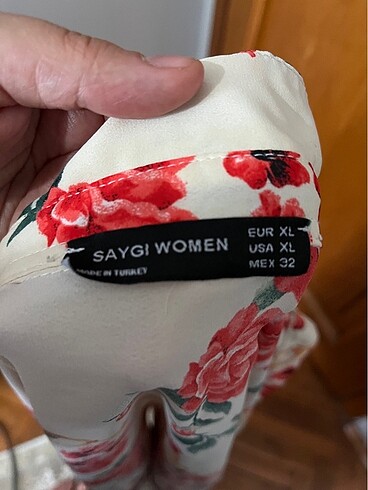 SAYGI WOMEN
EUR XL
USA XL
MEX 32
MADE IN TURKEY